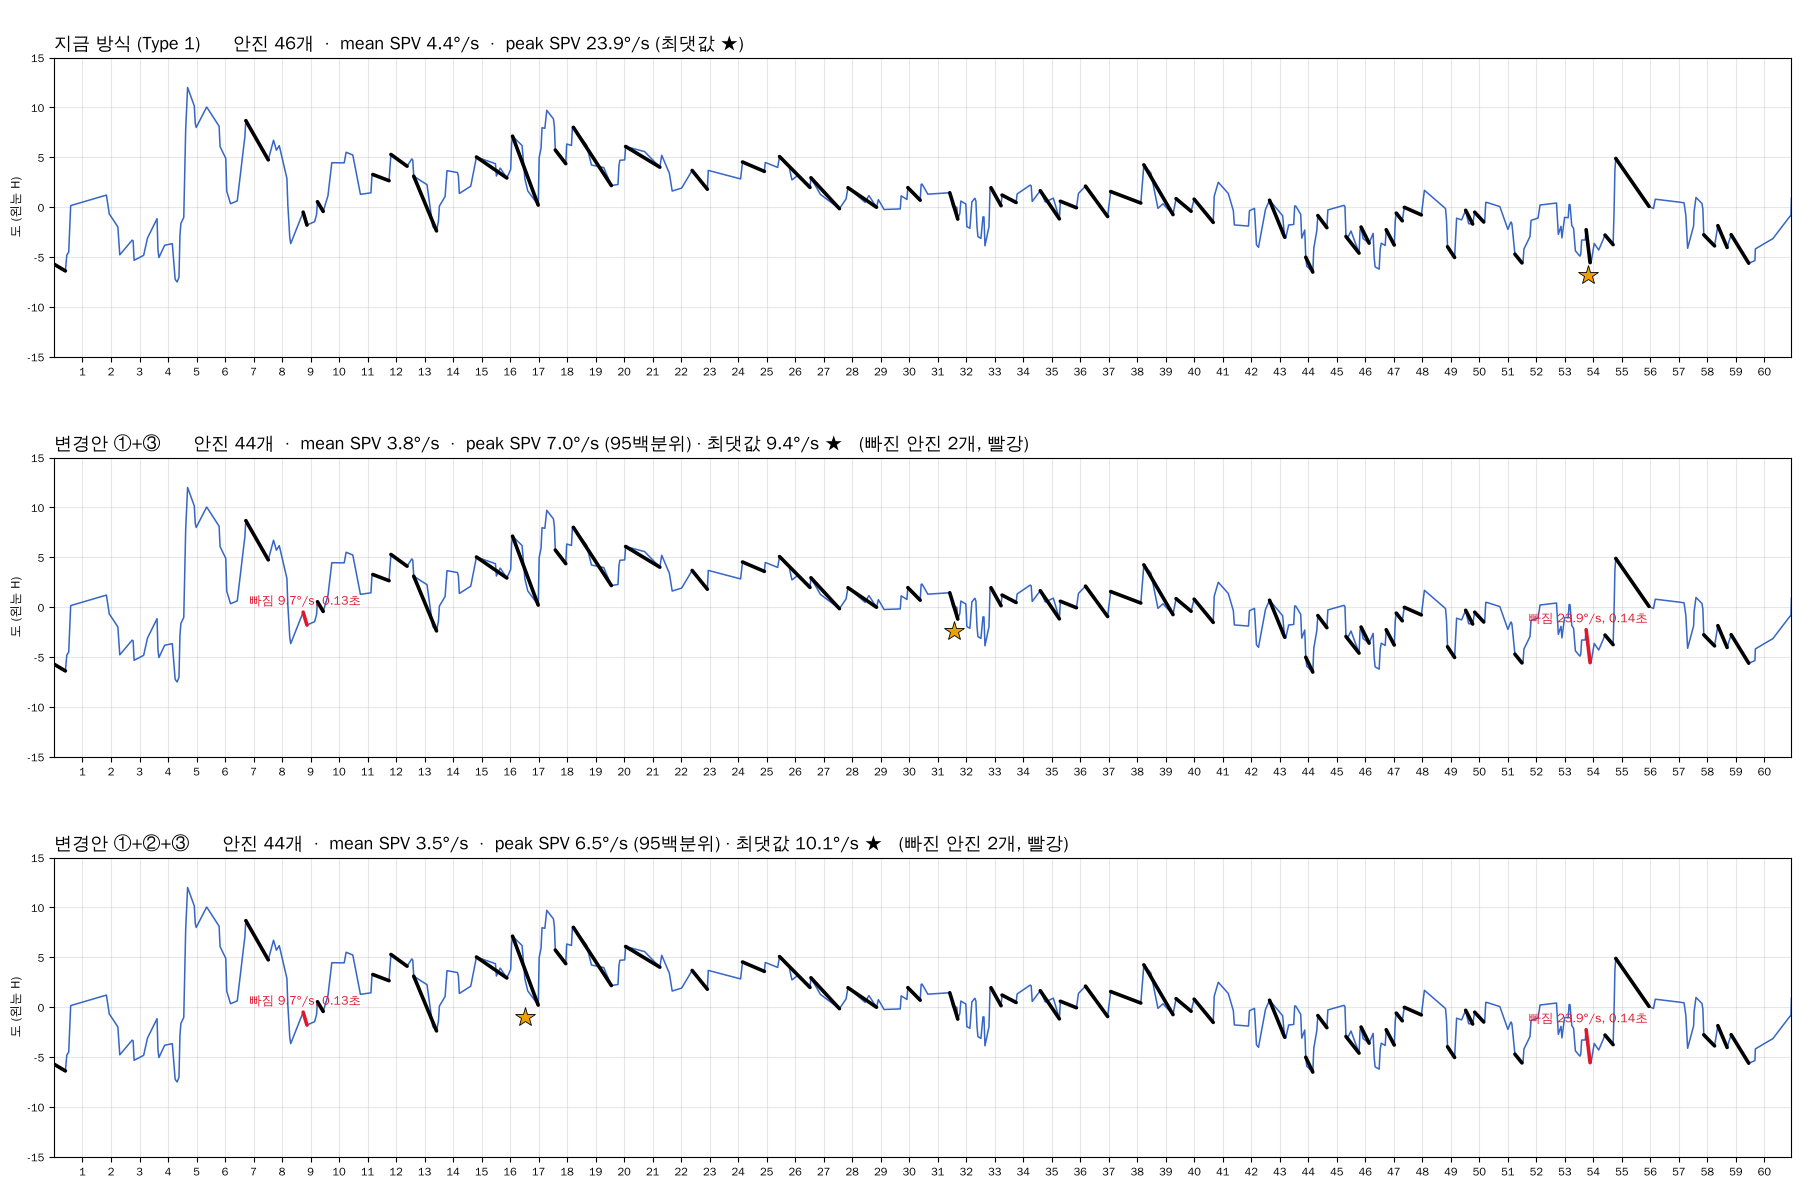 지금 방식 (Type 1) 안진 46개 · mean SPV 4.4°/s · peak SPV 23.9°/s (최댓값 ★)
15
10
5
0
-5
-10
-15
도 (왼눈 H)
1 2 3 4 5 6 7 8 9 10 11 12 13 14 15 16 17 18 19 20 21 22 23 24 25 26 27 28 29 30 31 32 33 34 35 36 37 38 39 40 41 42 43 44 45 46 47 48 49 50 51 52 53 54 55 56 57 58 59 60
변경안 ①+③ 안진 44개 · mean SPV 3.8°/s · peak SPV 7.0°/s (95백분위) · 최댓값 9.4°/s ★ (빠진 안진 2개, 빨강)
15
10
5
0
-5
-10
-15
도 (왼눈 H)
빠짐 9.7°/s, 0.13초
빠짐 23.9°/s, 0.14초
1 2 3 4 5 6 7 8 9 10 11 12 13 14 15 16 17 18 19 20 21 22 23 24 25 26 27 28 29 30 31 32 33 34 35 36 37 38 39 40 41 42 43 44 45 46 47 48 49 50 51 52 53 54 55 56 57 58 59 60
변경안 ①+②+③ 안진 44개 · mean SPV 3.5°/s · peak SPV 6.5°/s (95백분위) · 최댓값 10.1°/s ★ (빠진 안진 2개, 빨강)
15
10
5
0
-5
-10
-15
도 (왼눈 H)
빠짐 9.7°/s, 0.13초
빠짐 23.9°/s, 0.14초
1 2 3 4 5 6 7 8 9 10 11 12 13 14 15 16 17 18 19 20 21 22 23 24 25 26 27 28 29 30 31 32 33 34 35 36 37 38 39 40 41 42 43 44 45 46 47 48 49 50 51 52 53 54 55 56 57 58 59 60